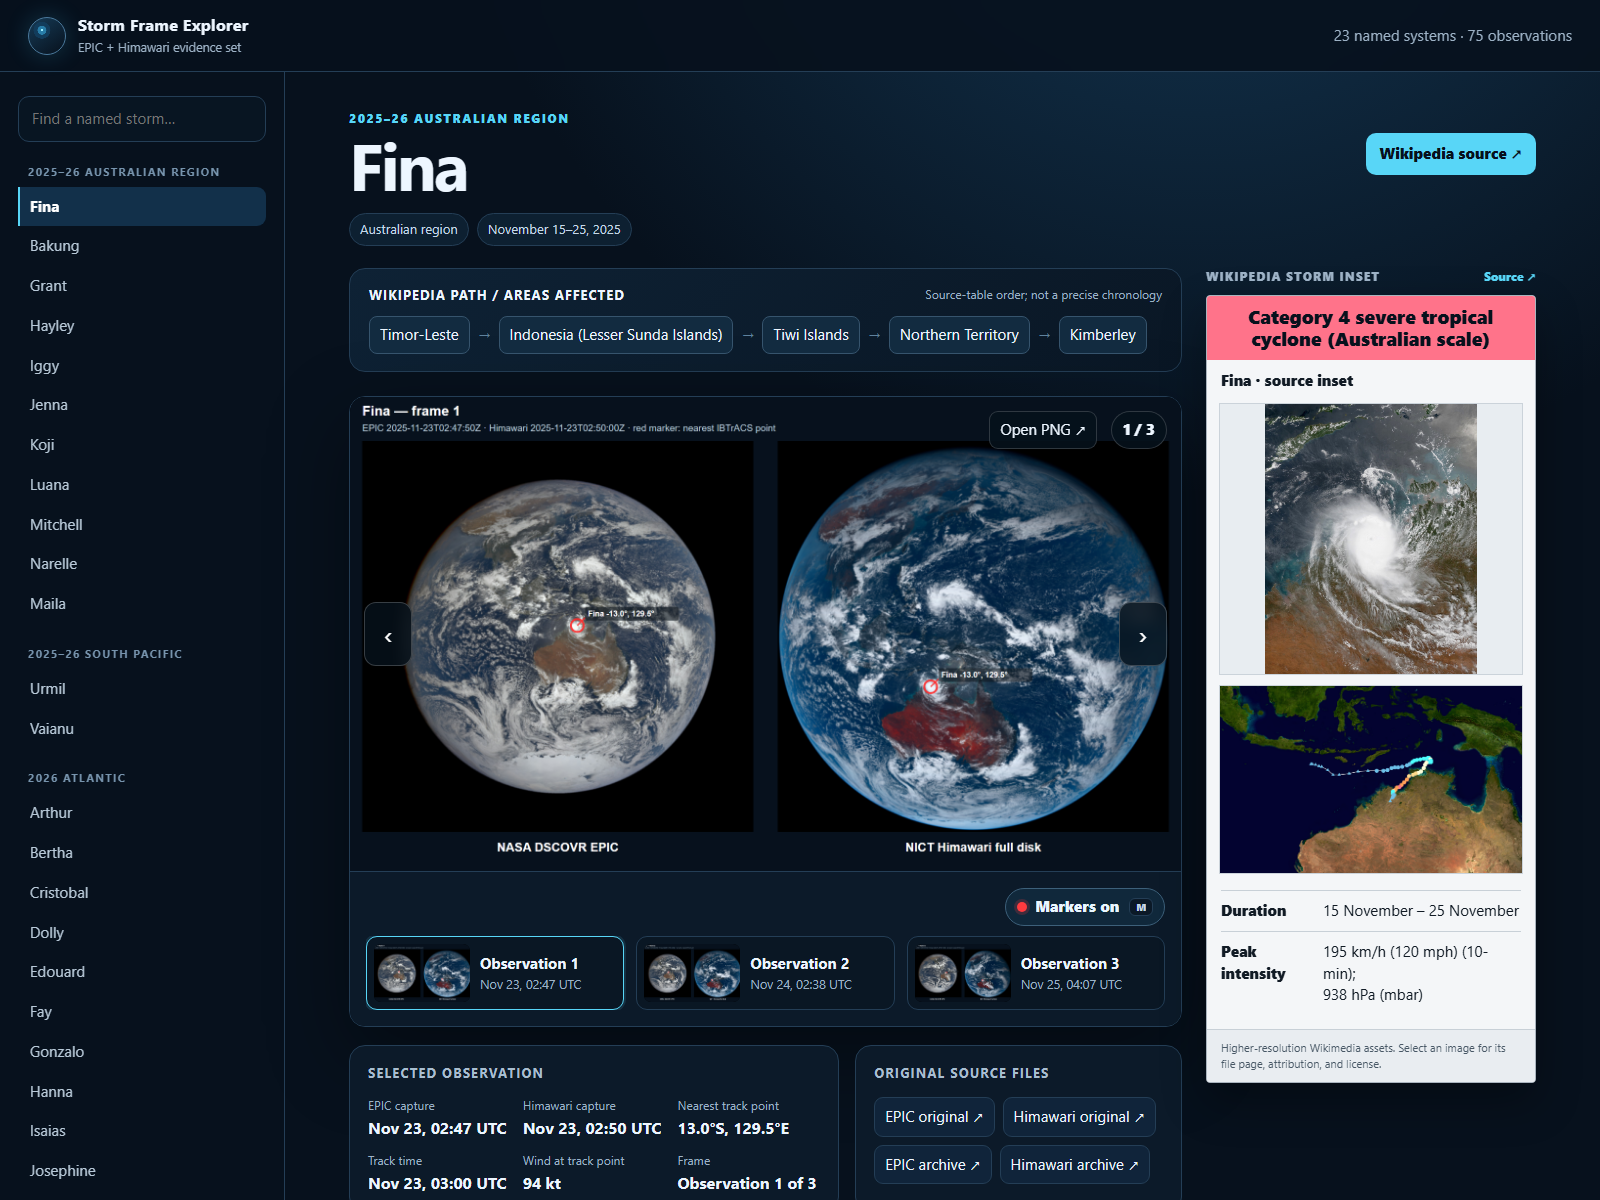 Storm Frame Explorer
EPIC + Himawari evidence set
23 named systems · 75 observations
Find a named storm...
2025–26 AUSTRALIAN REGION
Fina
Bakung
Grant
Hayley
Iggy
Jenna
Koji
Luana
Mitchell
Narelle
Maila
2025–26 SOUTH PACIFIC
Urmil
Vaianu
2026 ATLANTIC
Arthur
Bertha
Cristobal
Dolly
Edouard
Fay
Gonzalo
Hanna
Isaias
Josephine
2025–26 AUSTRALIAN REGION
Fina
Australian region
November 15–25, 2025
Wikipedia source ↗
WIKIPEDIA PATH / AREAS AFFECTED
Source-table order; not a precise chronology
Timor-Leste → Indonesia (Lesser Sunda Islands) → Tiwi Islands → Northern Territory → Kimberley
Fina — frame 1
EPIC 2025-11-23T02:47:50Z · Himawari 2025-11-23T02:50:00Z · red marker: nearest IBTrACS point
Open PNG ↗
1 / 3
Fina -13.0°, 129.5°
Fina -13.0°, 129.5°
‹
›
NASA DSCOVR EPIC
NICT Himawari full disk
Markers on M
Observation 1
Nov 23, 02:47 UTC
Observation 2
Nov 24, 02:38 UTC
Observation 3
Nov 25, 04:07 UTC
SELECTED OBSERVATION
EPIC capture
Nov 23, 02:47 UTC
Himawari capture
Nov 23, 02:50 UTC
Nearest track point
13.0°S, 129.5°E
Track time
Nov 23, 03:00 UTC
Wind at track point
94 kt
Frame
Observation 1 of 3
ORIGINAL SOURCE FILES
EPIC original ↗
Himawari original ↗
EPIC archive ↗
Himawari archive ↗
WIKIPEDIA STORM INSET
Source ↗
Category 4 severe tropical
cyclone (Australian scale)
Fina · source inset
Duration
15 November – 25 November
Peak
intensity
195 km/h (120 mph) (10-
min);
938 hPa (mbar)
Higher-resolution Wikimedia assets. Select an image for its
file page, attribution, and license.